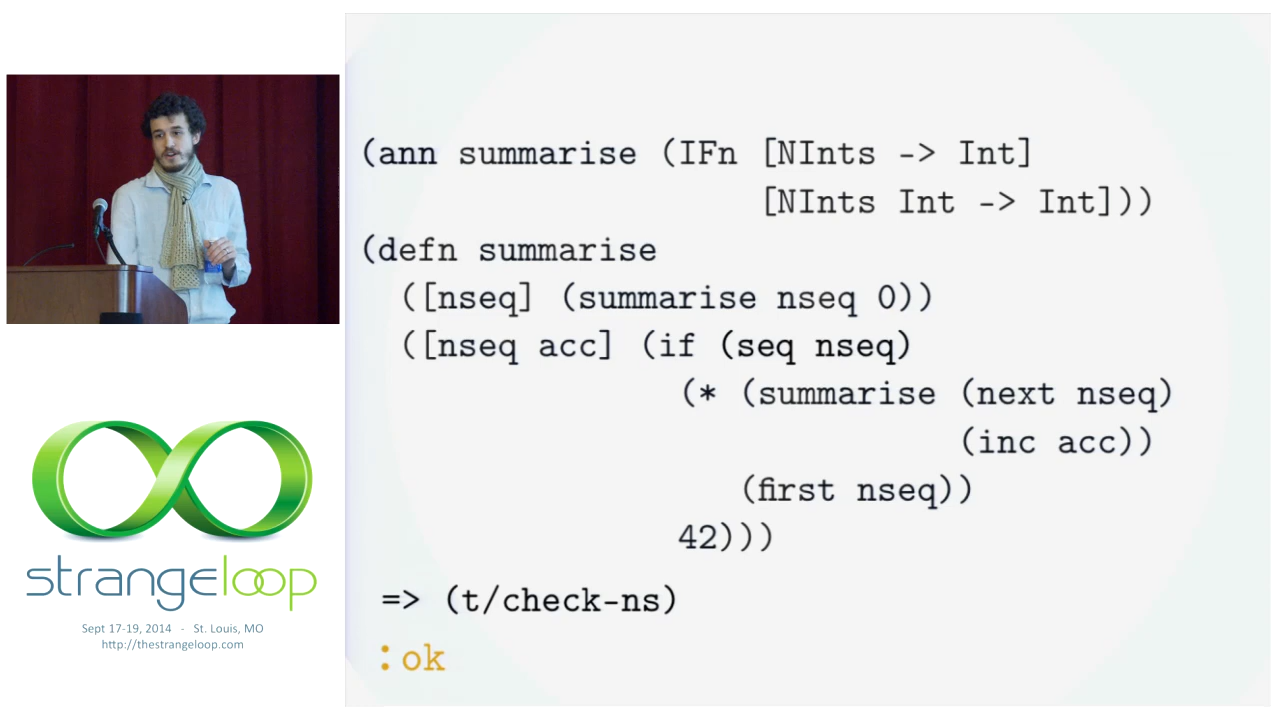 (ann summarise (IFn [NInts -> Int]
[NInts Int -> Int]))
(defn summarise
([nseq] (summarise nseq 0))
([nseq acc] (if (seq nseq)
(* (summarise (next nseq)
(inc acc))
(first nseq))
42)))
=> (t/check-ns)
:ok
strangeloop
Sept 17-19, 2014 - St. Louis, MO
http://thestrangeloop.com